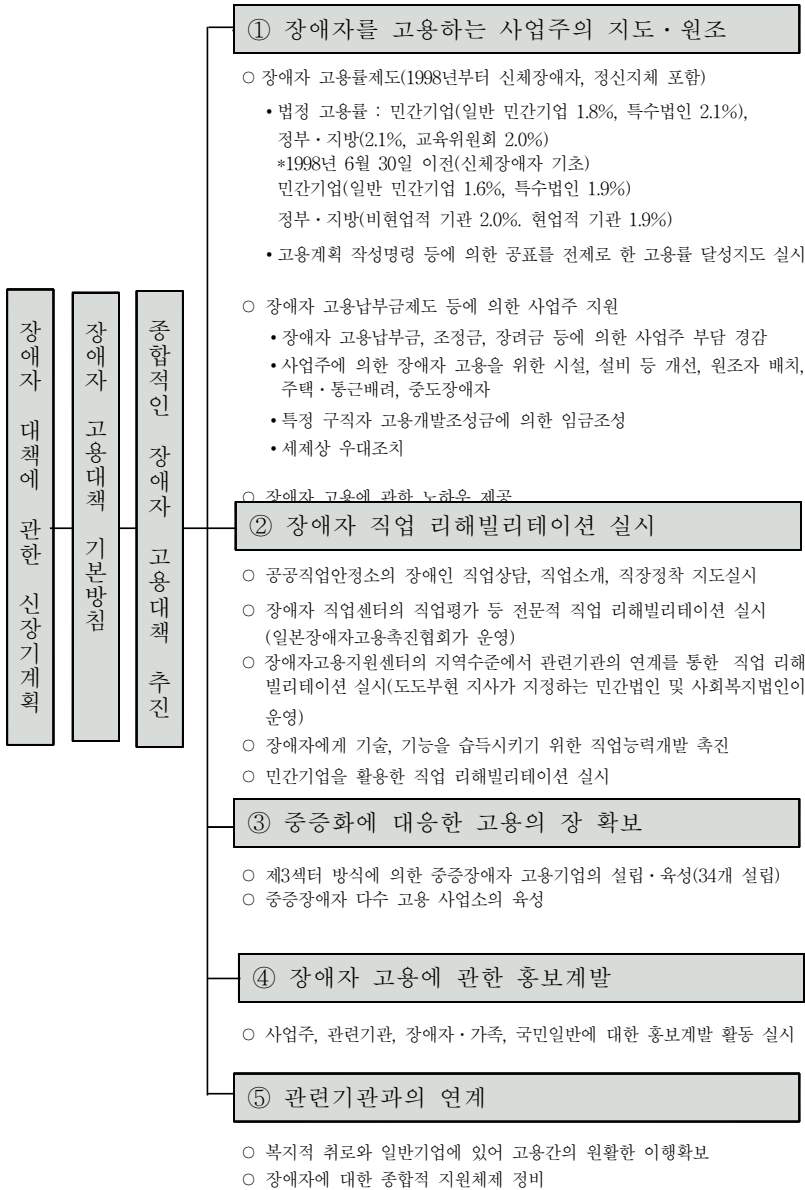 장애자 대책에 관한 신장기계획
장애자 고용대책 기본방침
종합적인 장애자 고용대책 추진
① 장애자를 고용하는 사업주의 지도・원조
○ 장애자 고용률제도(1998년부터 신체장애자, 정신지체 포함)
• 법정 고용률 : 민간기업(일반 민간기업 1.8%, 특수법인 2.1%),
정부・지방(2.1%, 교육위원회 2.0%)
*1998년 6월 30일 이전(신체장애자 기초)
민간기업(일반 민간기업 1.6%, 특수법인 1.9%)
정부・지방(비현업적 기관 2.0%. 현업적 기관 1.9%)
• 고용계획 작성명령 등에 의한 공표를 전제로 한 고용률 달성지도 실시
○ 장애자 고용납부금제도 등에 의한 사업주 지원
• 장애자 고용납부금, 조정금, 장려금 등에 의한 사업주 부담 경감
• 사업주에 의한 장애자 고용을 위한 시설, 설비 등 개선, 원조자 배치,
주택・통근배려, 중도장애자
• 특정 구직자 고용개발조성금에 의한 임금조성
• 세제상 우대조치
○ 장애자 고용에 관한 노하우 제공
② 장애자 직업 리해빌리테이션 실시
○ 공공직업안정소의 장애인 직업상담, 직업소개, 직장정착 지도실시
○ 장애자 직업센터의 직업평가 등 전문적 직업 리해빌리테이션 실시
(일본장애자고용촉진협회가 운영)
○ 장애자고용지원센터의 지역수준에서 관련기관의 연계를 통한 직업 리해
빌리테이션 실시(도도부현 지사가 지정하는 민간법인 및 사회복지법인이
운영)
○ 장애자에게 기술, 기능을 습득시키기 위한 직업능력개발 촉진
○ 민간기업을 활용한 직업 리해빌리테이션 실시
③ 중증화에 대응한 고용의 장 확보
○ 제3섹터 방식에 의한 중증장애자 고용기업의 설립・육성(34개 설립)
○ 중증장애자 다수 고용 사업소의 육성
④ 장애자 고용에 관한 홍보계발
○ 사업주, 관련기관, 장애자・가족, 국민일반에 대한 홍보계발 활동 실시
⑤ 관련기관과의 연계
○ 복지적 취로와 일반기업에 있어 고용간의 원활한 이행확보
○ 장애자에 대한 종합적 지원체제 정비